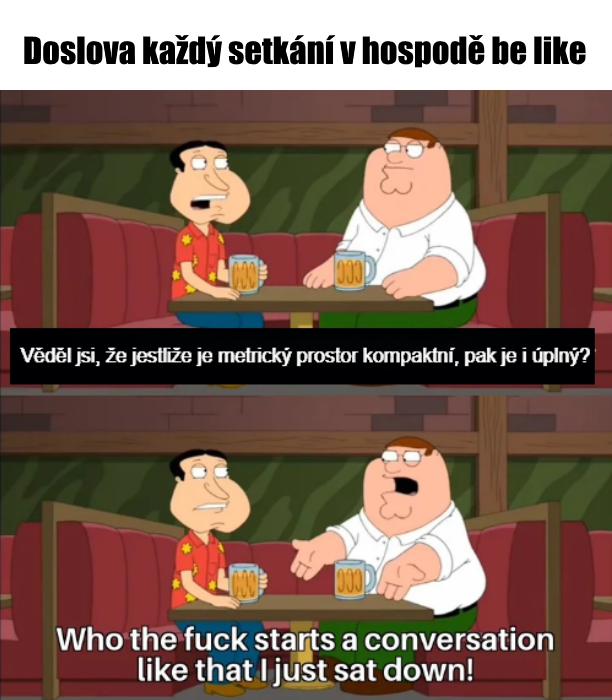 Doslova každý setkání v hospodě be like
Věděl jsi, že jestliže je metrický prostor kompaktní, pak je i úplný?
Who the fuck starts a conversation
like that I just sat down!